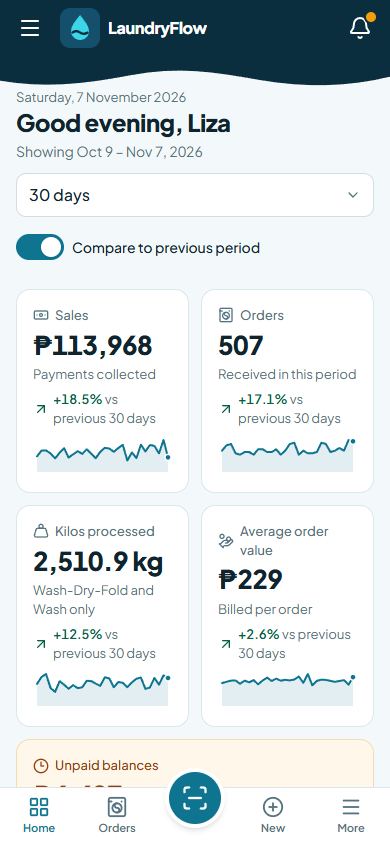 LaundryFlow
Saturday, 7 November 2026
Good evening, Liza
Showing Oct 9 – Nov 7, 2026
30 days
Compare to previous period
Sales
₱113,968
Payments collected
+18.5% vs
previous 30 days
Orders
507
Received in this period
+17.1% vs
previous 30 days
Kilos processed
2,510.9 kg
Wash-Dry-Fold and
Wash only
+12.5% vs
previous 30 days
Average order
value
₱229
Billed per order
+2.6% vs previous
30 days
Unpaid balances
Home
Orders
New
More